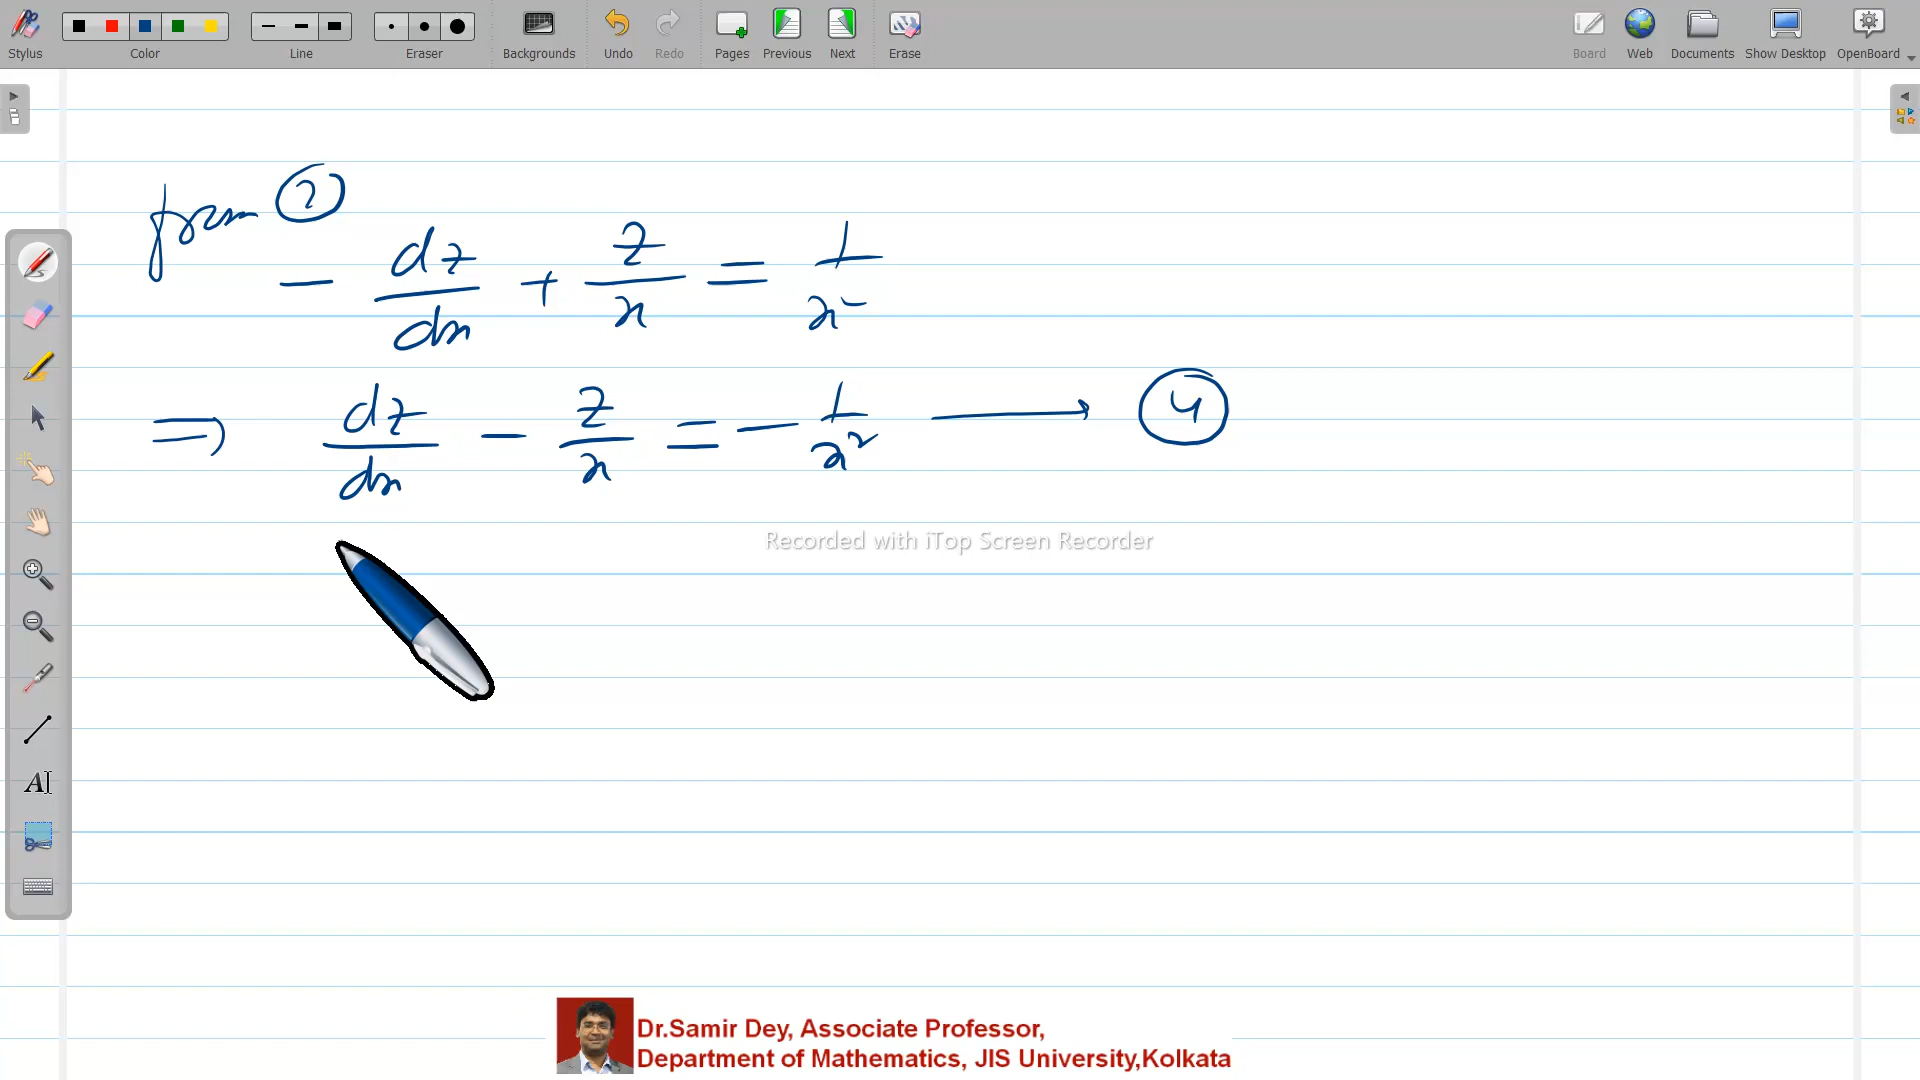 Stylus Color Line Eraser Backgrounds Undo Redo Pages Previous Next Erase Board Web Documents Show Desktop OpenBoard
from ②
- dz/dx + z/x = 1/x²
⇒ dz/dx - z/x = - 1/x² ⟶ ④
Recorded with iTop Screen Recorder
Dr.Samir Dey, Associate Professor,
Department of Mathematics, JIS University,Kolkata